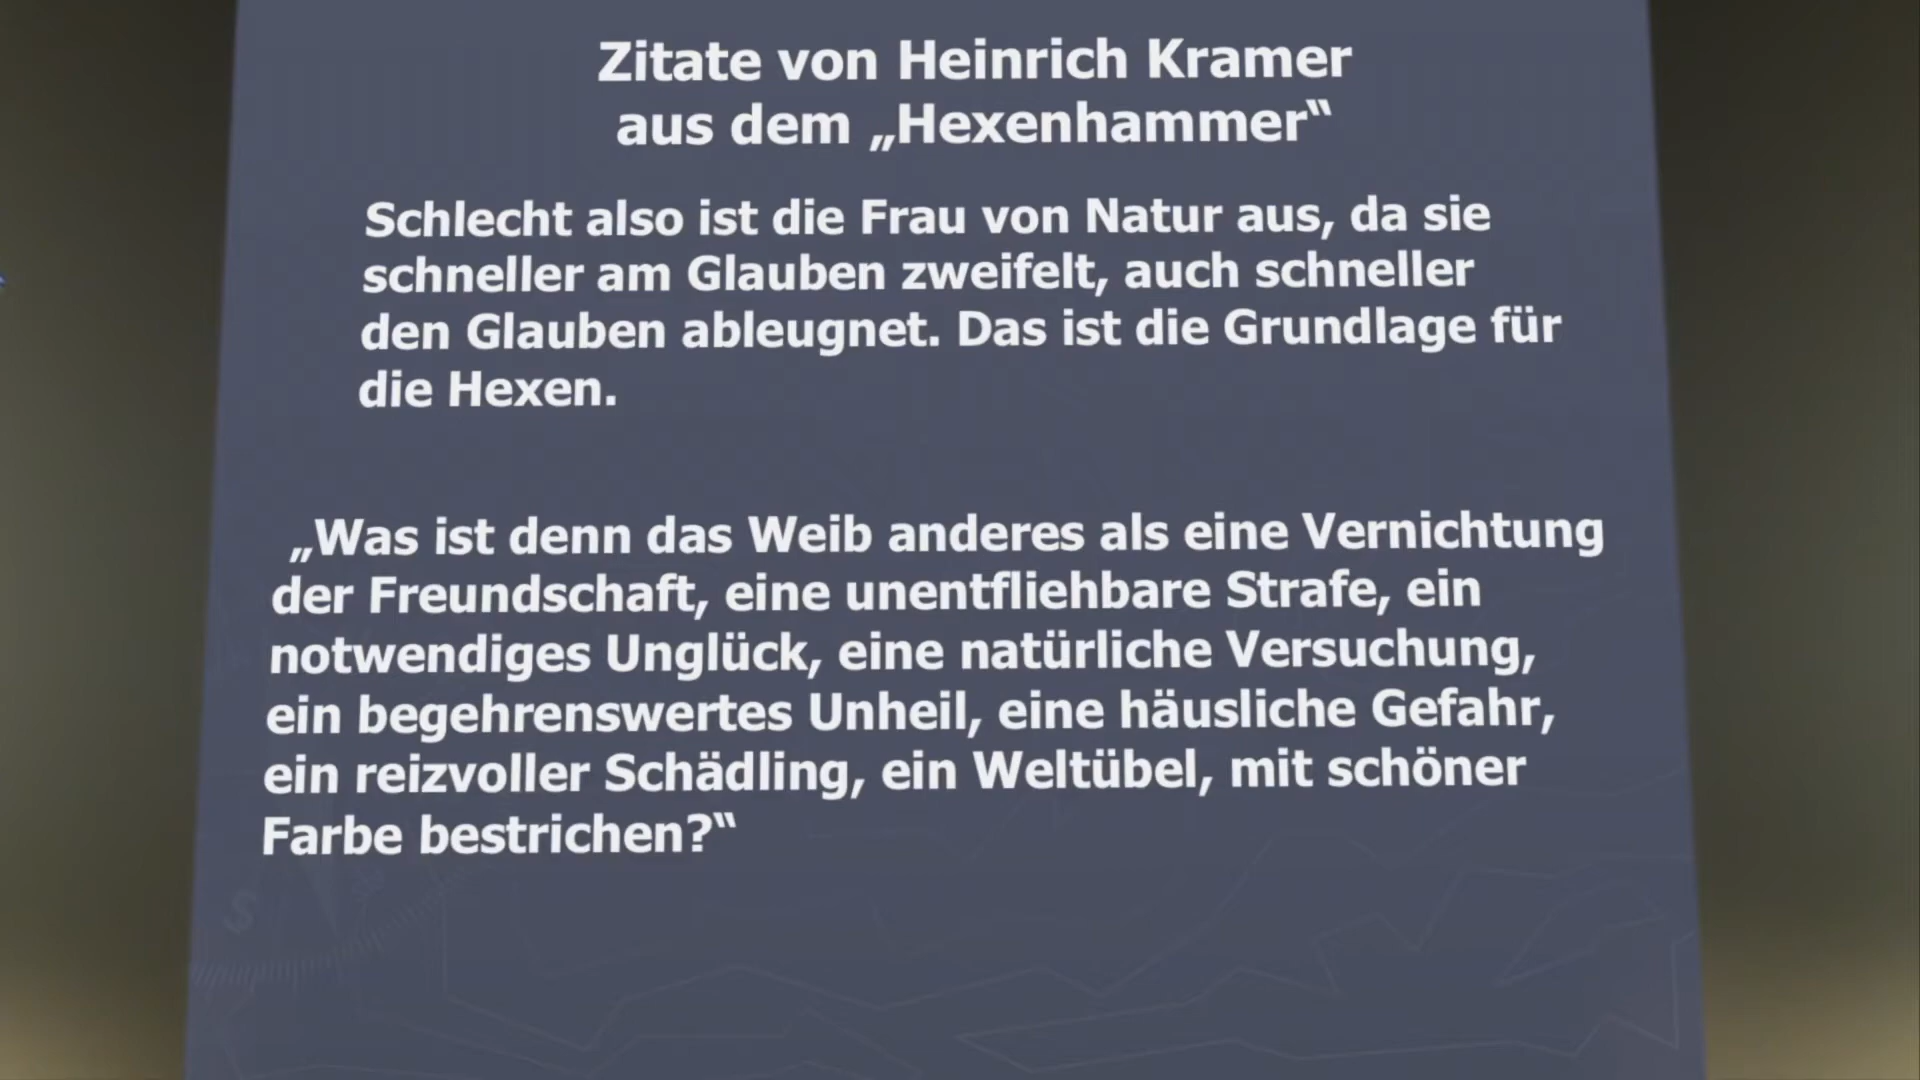 Zitate von Heinrich Kramer
aus dem „Hexenhammer“
Schlecht also ist die Frau von Natur aus, da sie
schneller am Glauben zweifelt, auch schneller
den Glauben ableugnet. Das ist die Grundlage für
die Hexen.
„Was ist denn das Weib anderes als eine Vernichtung
der Freundschaft, eine unentfliehbare Strafe, ein
notwendiges Unglück, eine natürliche Versuchung,
ein begehrenswertes Unheil, eine häusliche Gefahr,
ein reizvoller Schädling, ein Weltübel, mit schöner
Farbe bestrichen?“
S